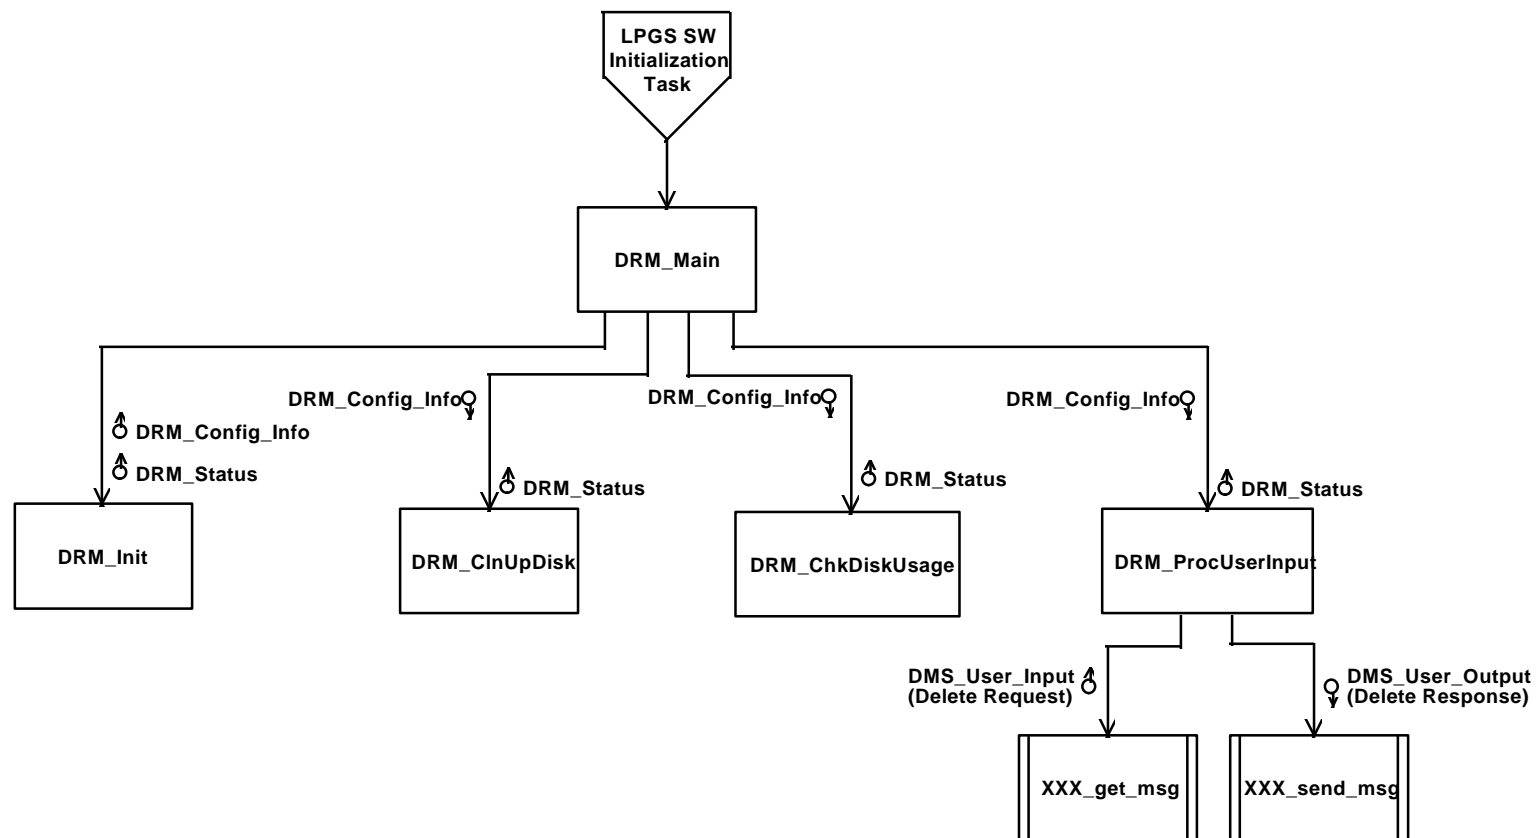 LPGS SW
Initialization
Task
DRM_Main
DRM_Config_Info
DRM_Config_Info
DRM_Config_Info
DRM_Config_Info
DRM_Status
DRM_Status
DRM_Status
DRM_Status
DRM_Init
DRM_ClnUpDisk
DRM_ChkDiskUsage
DRM_ProcUserInput
DMS_User_Input
(Delete Request)
DMS_User_Output
(Delete Response)
XXX_get_msg
XXX_send_msg